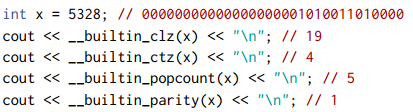 int x = 5328; // 00000000000000000001010011010000
cout << __builtin_clz(x) << "\n"; // 19
cout << __builtin_ctz(x) << "\n"; // 4
cout << __builtin_popcount(x) << "\n"; // 5
cout << __builtin_parity(x) << "\n"; // 1